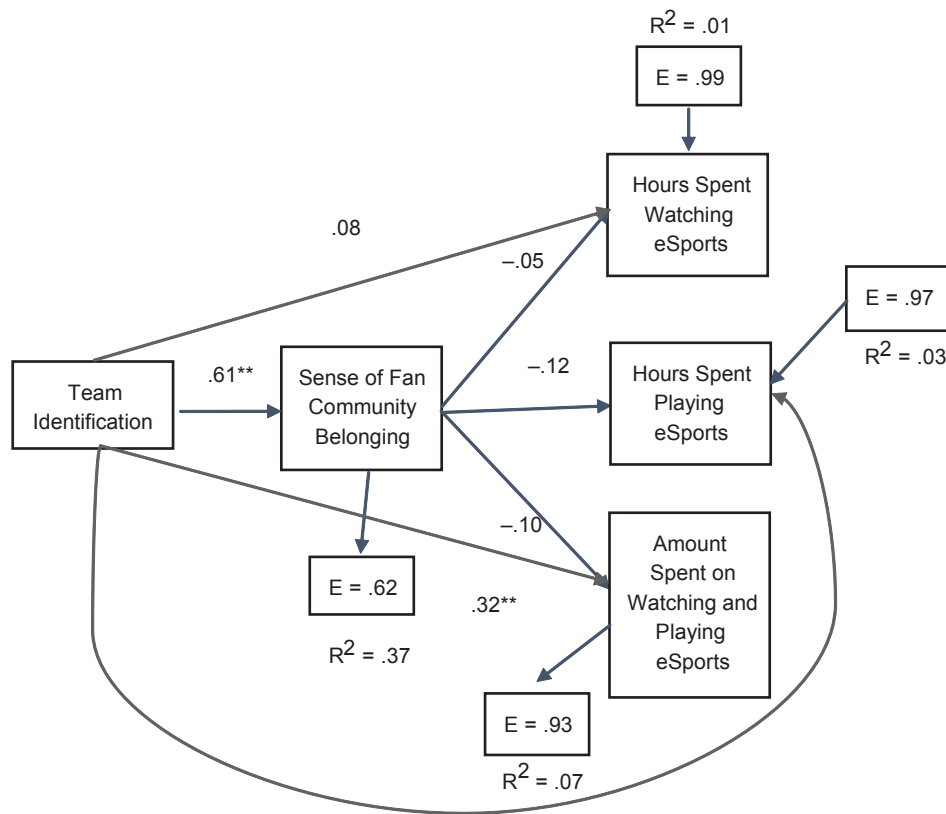 R² = .01
E = .99
Hours Spent
Watching
eSports
.08
–.05
E = .97
R² = .03
Team
Identification
.61**
Sense of Fan
Community
Belonging
–.12
Hours Spent
Playing
eSports
–.10
Amount
Spent on
Watching and
Playing
eSports
E = .62
R² = .37
.32**
E = .93
R² = .07